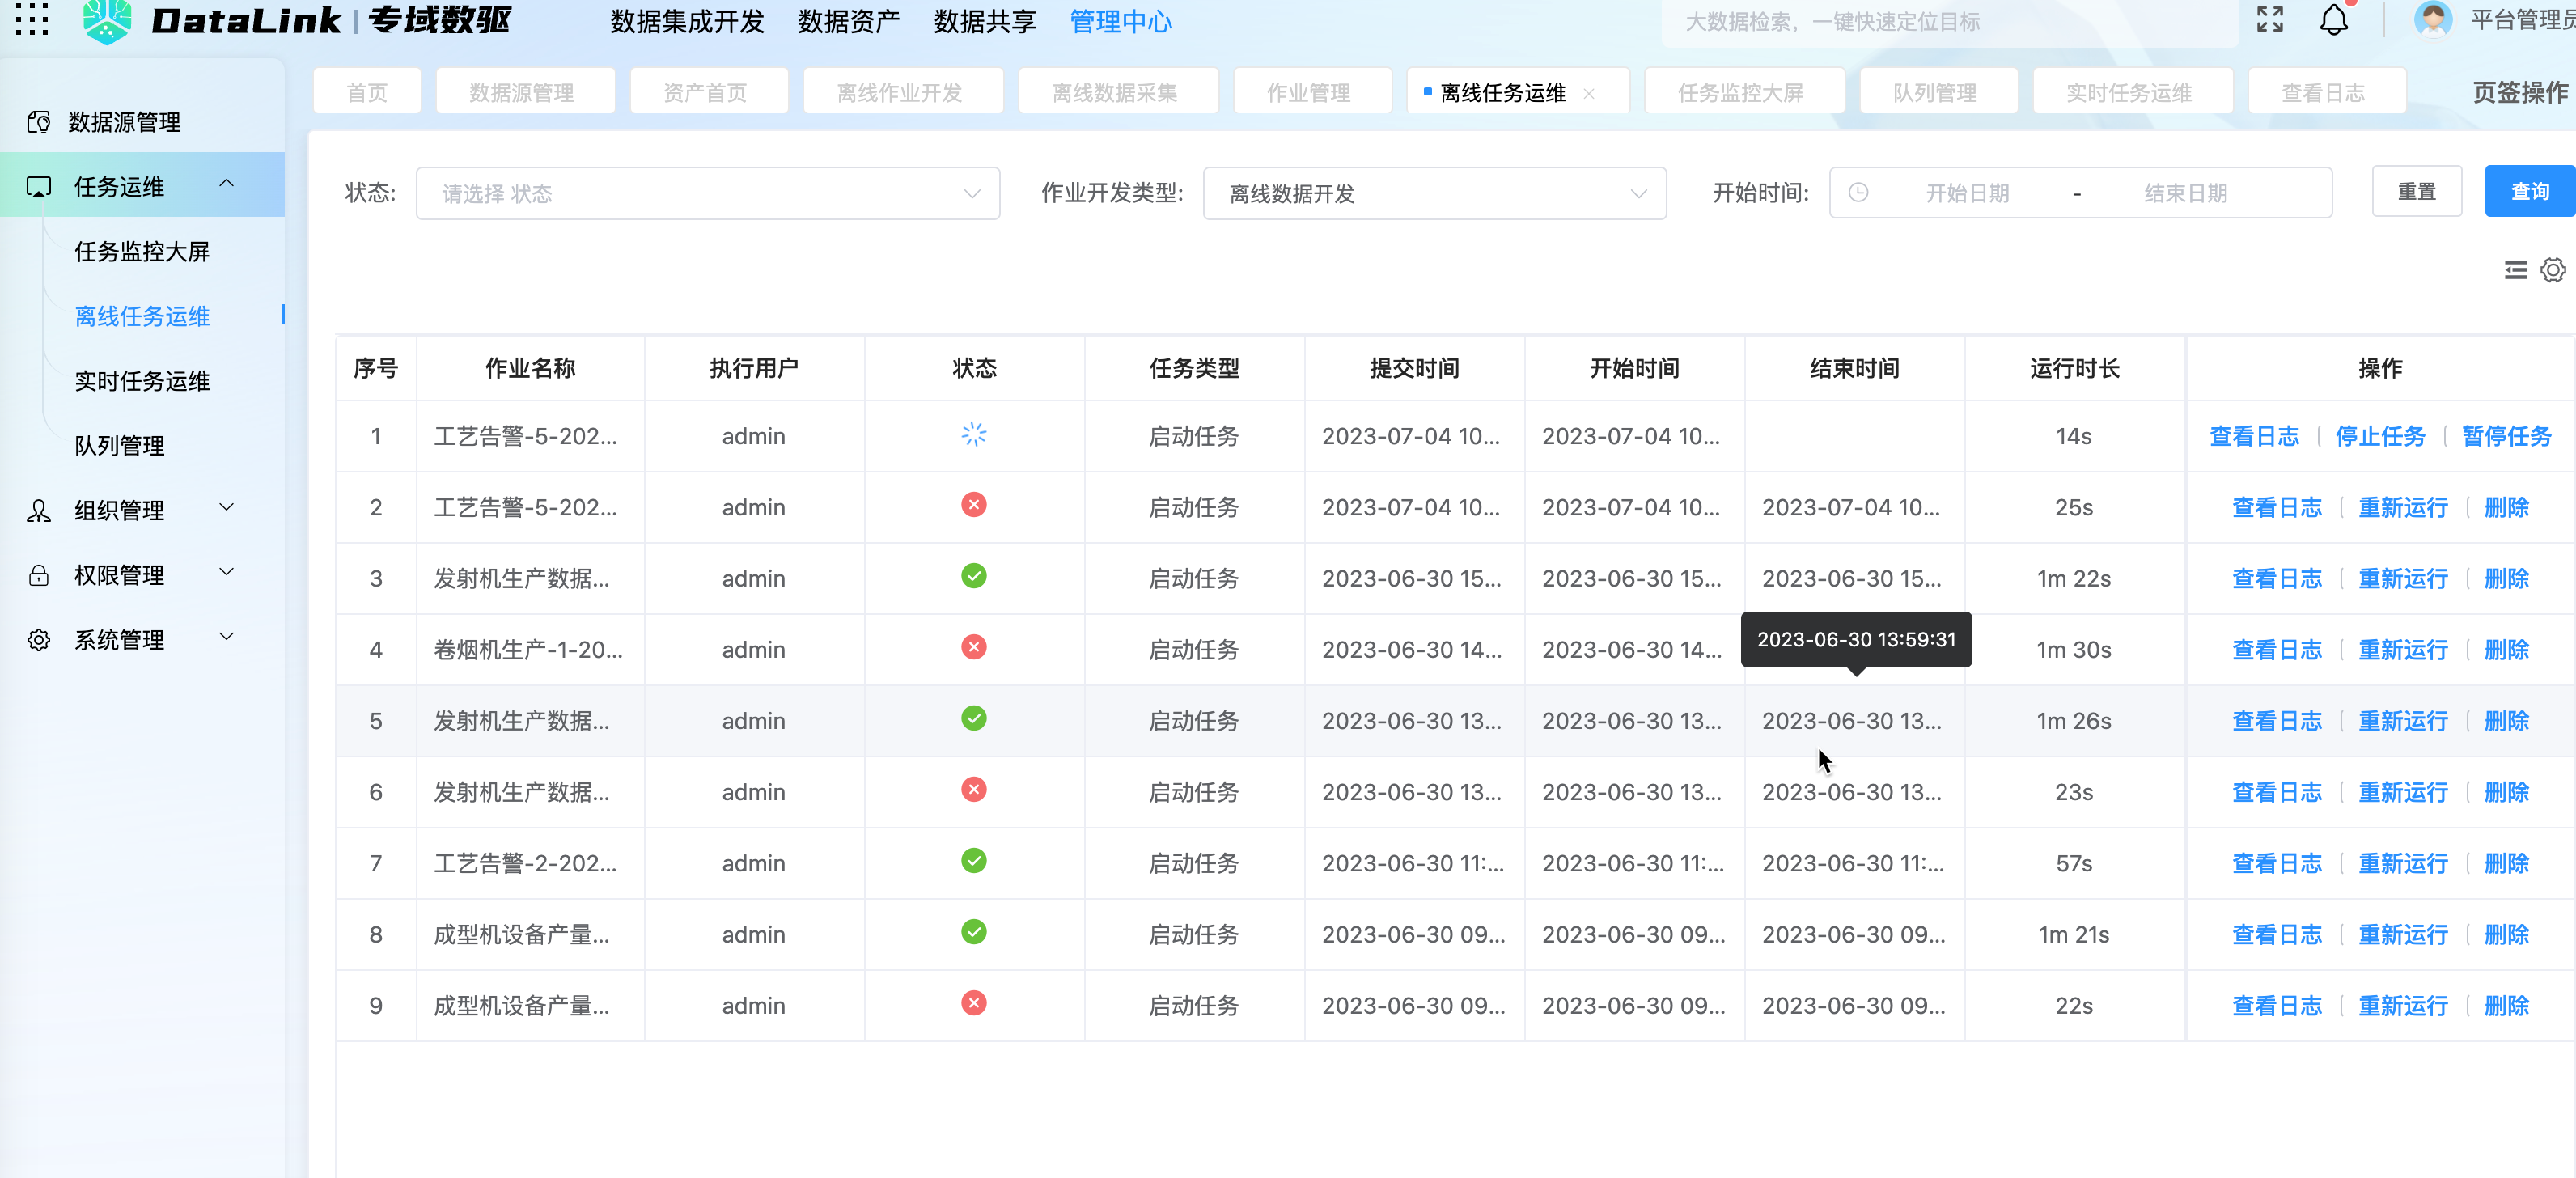 DataLink | 专域数驱 数据集成开发 数据资产 数据共享 管理中心 大数据检索，一键快速定位目标 平台管理员
首页 数据源管理 资产首页 离线作业开发 离线数据采集 作业管理 离线任务运维 任务监控大屏 队列管理 实时任务运维 查看日志 页签操作
数据源管理
任务运维
任务监控大屏
离线任务运维
实时任务运维
队列管理
组织管理
权限管理
系统管理
状态: 请选择 状态 作业开发类型: 离线数据开发 开始时间: 开始日期 - 结束日期 重置 查询
序号 作业名称 执行用户 状态 任务类型 提交时间 开始时间 结束时间 运行时长 操作
1 工艺告警-5-202... admin 启动任务 2023-07-04 10... 2023-07-04 10... 14s 查看日志 停止任务 暂停任务
2 工艺告警-5-202... admin 启动任务 2023-07-04 10... 2023-07-04 10... 2023-07-04 10... 25s 查看日志 重新运行 删除
3 发射机生产数据... admin 启动任务 2023-06-30 15... 2023-06-30 15... 2023-06-30 15... 1m 22s 查看日志 重新运行 删除
4 卷烟机生产-1-20... admin 启动任务 2023-06-30 14... 2023-06-30 14... 1m 30s 查看日志 重新运行 删除
2023-06-30 13:59:31
5 发射机生产数据... admin 启动任务 2023-06-30 13... 2023-06-30 13... 2023-06-30 13... 1m 26s 查看日志 重新运行 删除
6 发射机生产数据... admin 启动任务 2023-06-30 13... 2023-06-30 13... 2023-06-30 13... 23s 查看日志 重新运行 删除
7 工艺告警-2-202... admin 启动任务 2023-06-30 11:... 2023-06-30 11:... 2023-06-30 11:... 57s 查看日志 重新运行 删除
8 成型机设备产量... admin 启动任务 2023-06-30 09... 2023-06-30 09... 2023-06-30 09... 1m 21s 查看日志 重新运行 删除
9 成型机设备产量... admin 启动任务 2023-06-30 09... 2023-06-30 09... 2023-06-30 09... 22s 查看日志 重新运行 删除